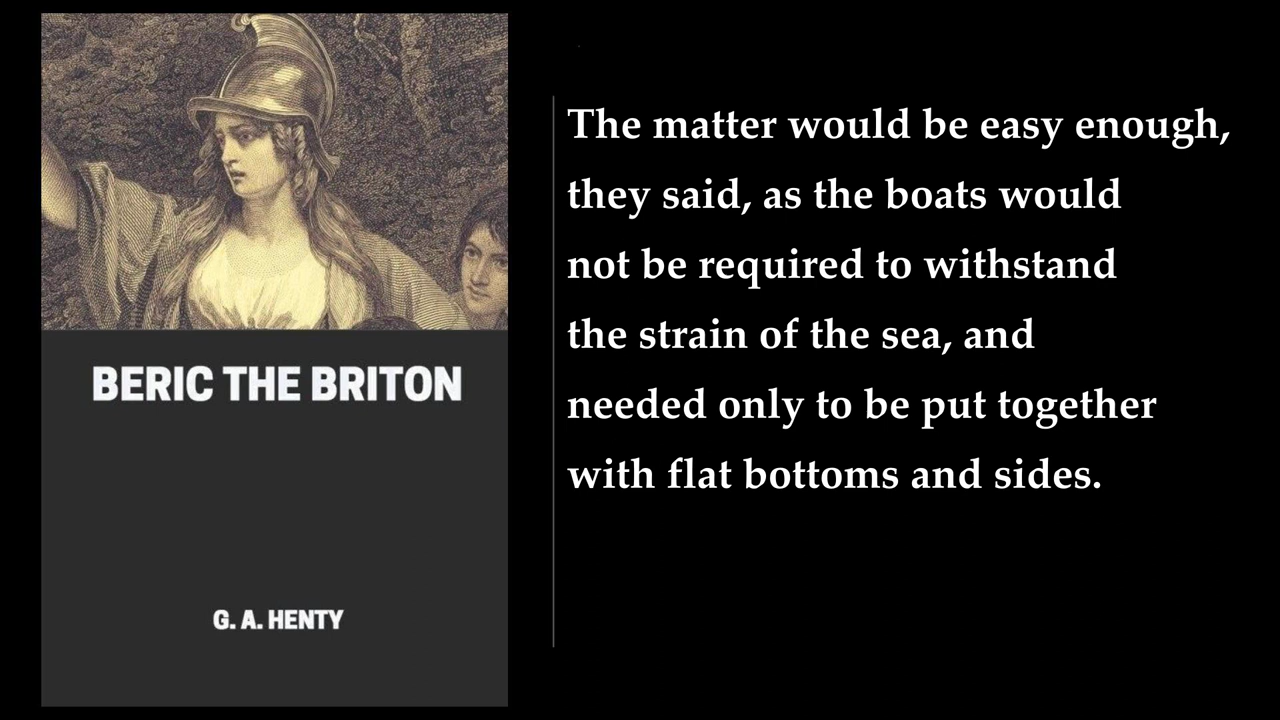 BERIC THE BRITON
G. A. HENTY
The matter would be easy enough,
they said, as the boats would
not be required to withstand
the strain of the sea, and
needed only to be put together
with flat bottoms and sides.